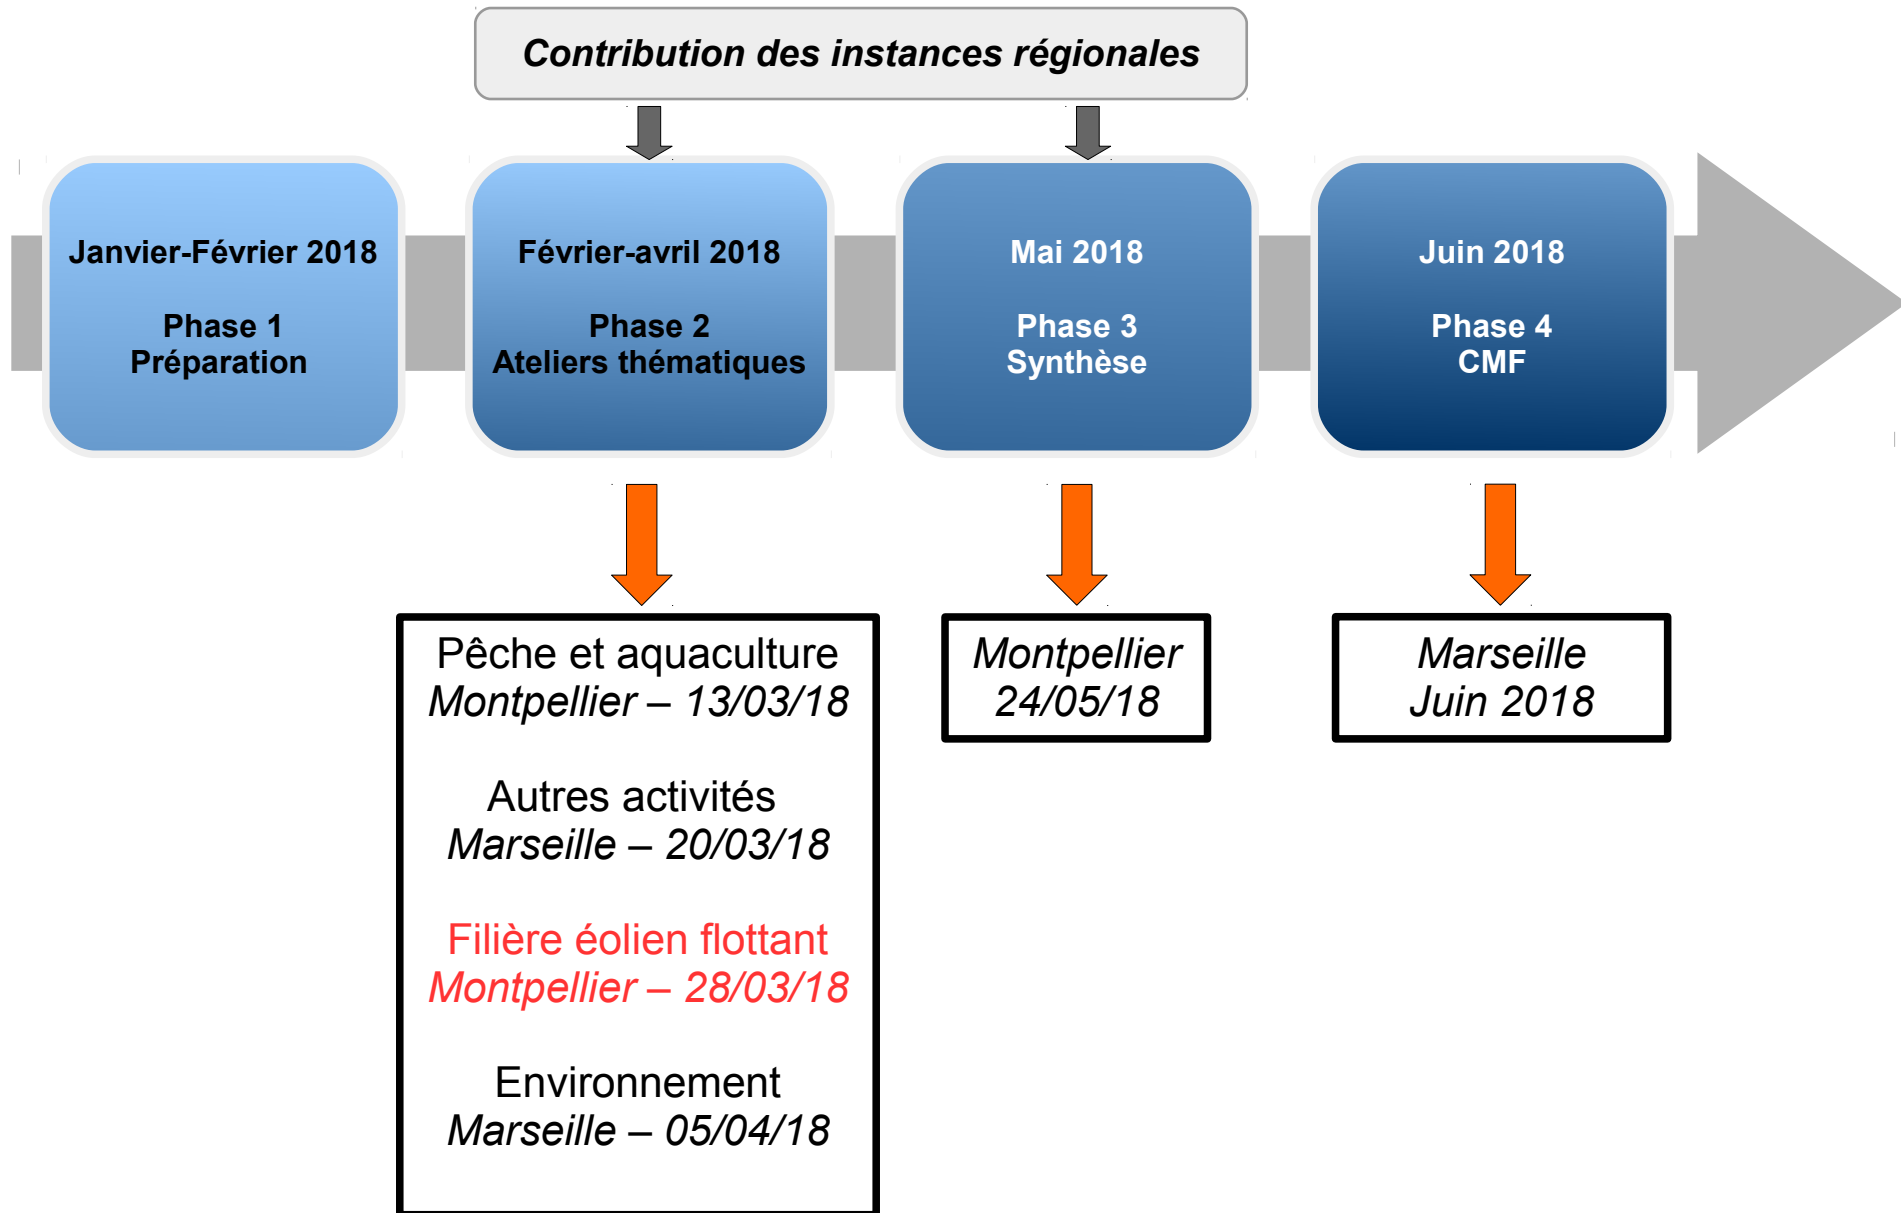 Contribution des instances régionales
Janvier-Février 2018
Phase 1
Préparation
Février-avril 2018
Phase 2
Ateliers thématiques
Mai 2018
Phase 3
Synthèse
Juin 2018
Phase 4
CMF
Pêche et aquaculture
Montpellier – 13/03/18
Autres activités
Marseille – 20/03/18
Filière éolien flottant
Montpellier – 28/03/18
Environnement
Marseille – 05/04/18
Montpellier
24/05/18
Marseille
Juin 2018